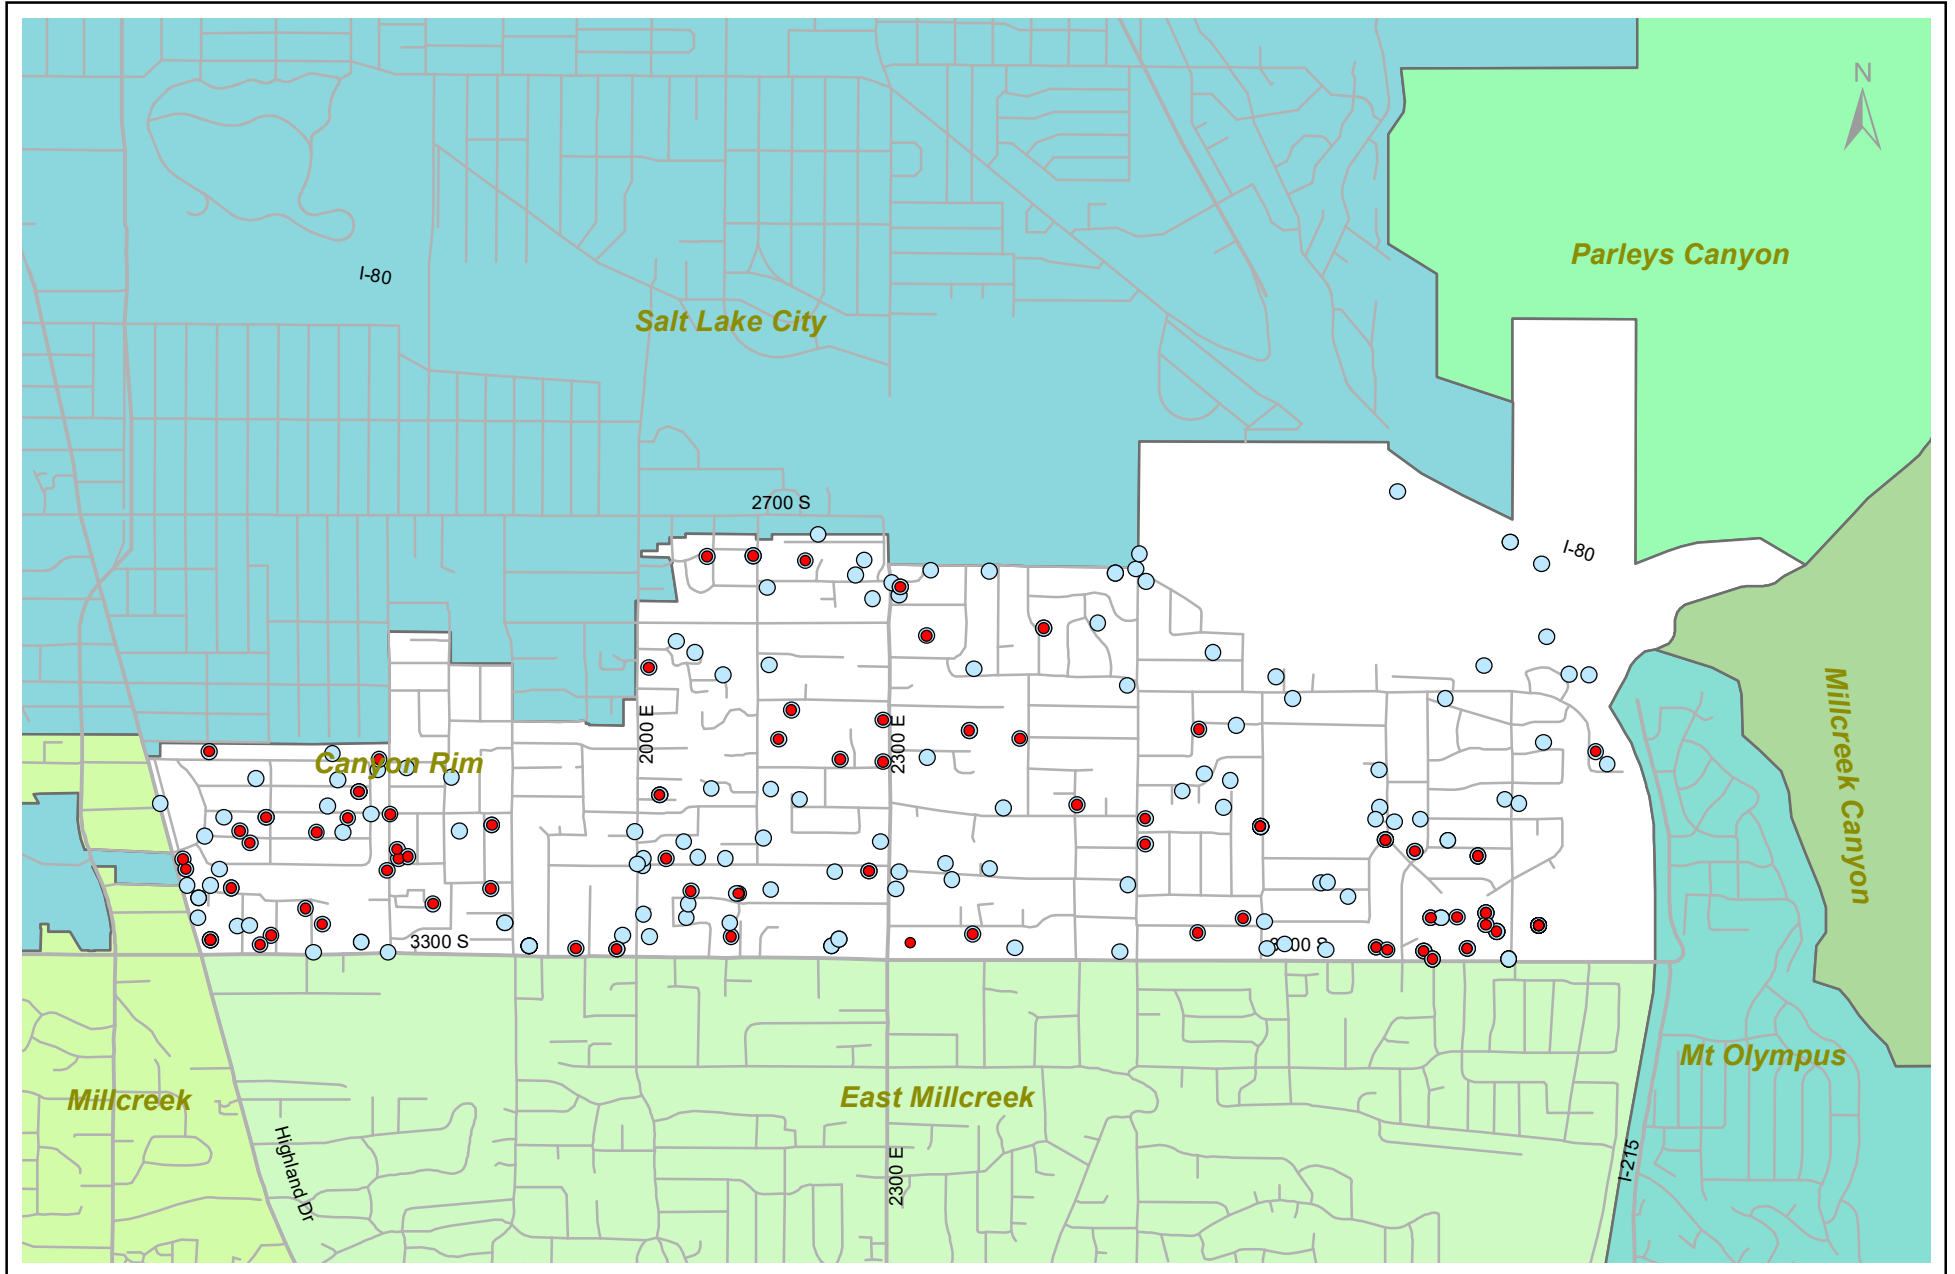 N
Parleys Canyon
I-80
Salt Lake City
2700 S
I-80
2000 E
2300 E
Millcreek Canyon
Canyon Rim
3300 S
Mt Olympus
Millcreek
East Millcreek
Highland Dr
2300 E
I-215